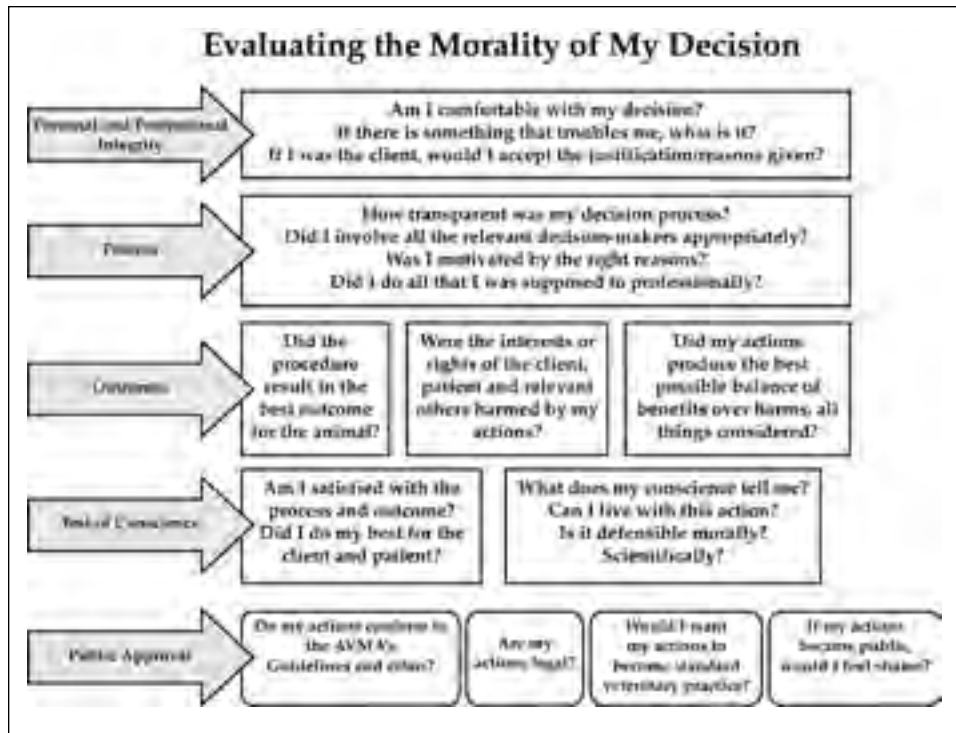 Evaluating the Morality of My Decision
Personal and Professional
Integrity
Am I comfortable with my decision?
If there is something that troubles me, what is it?
If I was the client, would I accept the justification/reasons given?
Process
How transparent was my decision process?
Did I involve all the relevant decision-makers appropriately?
Was I motivated by the right reasons?
Did I do all that I was supposed to professionally?
Outcomes
Did the
procedure
result in the
best outcome
for the animal?
Were the interests or
rights of the client,
patient and relevant
others harmed by my
actions?
Did my actions
produce the best
possible balance of
benefits over harms, all
things considered?
Test of Conscience
Am I satisfied with the
process and outcome?
Did I do my best for the
client and patient?
What does my conscience tell me?
Can I live with this action?
Is it defensible morally?
Scientifically?
Public Approval
Do my actions conform to
the AVMA's
Guidelines and ethics?
Are my
actions legal?
Would I want
my actions to
become standard
veterinary practice?
If my actions
became public,
would I feel shame?